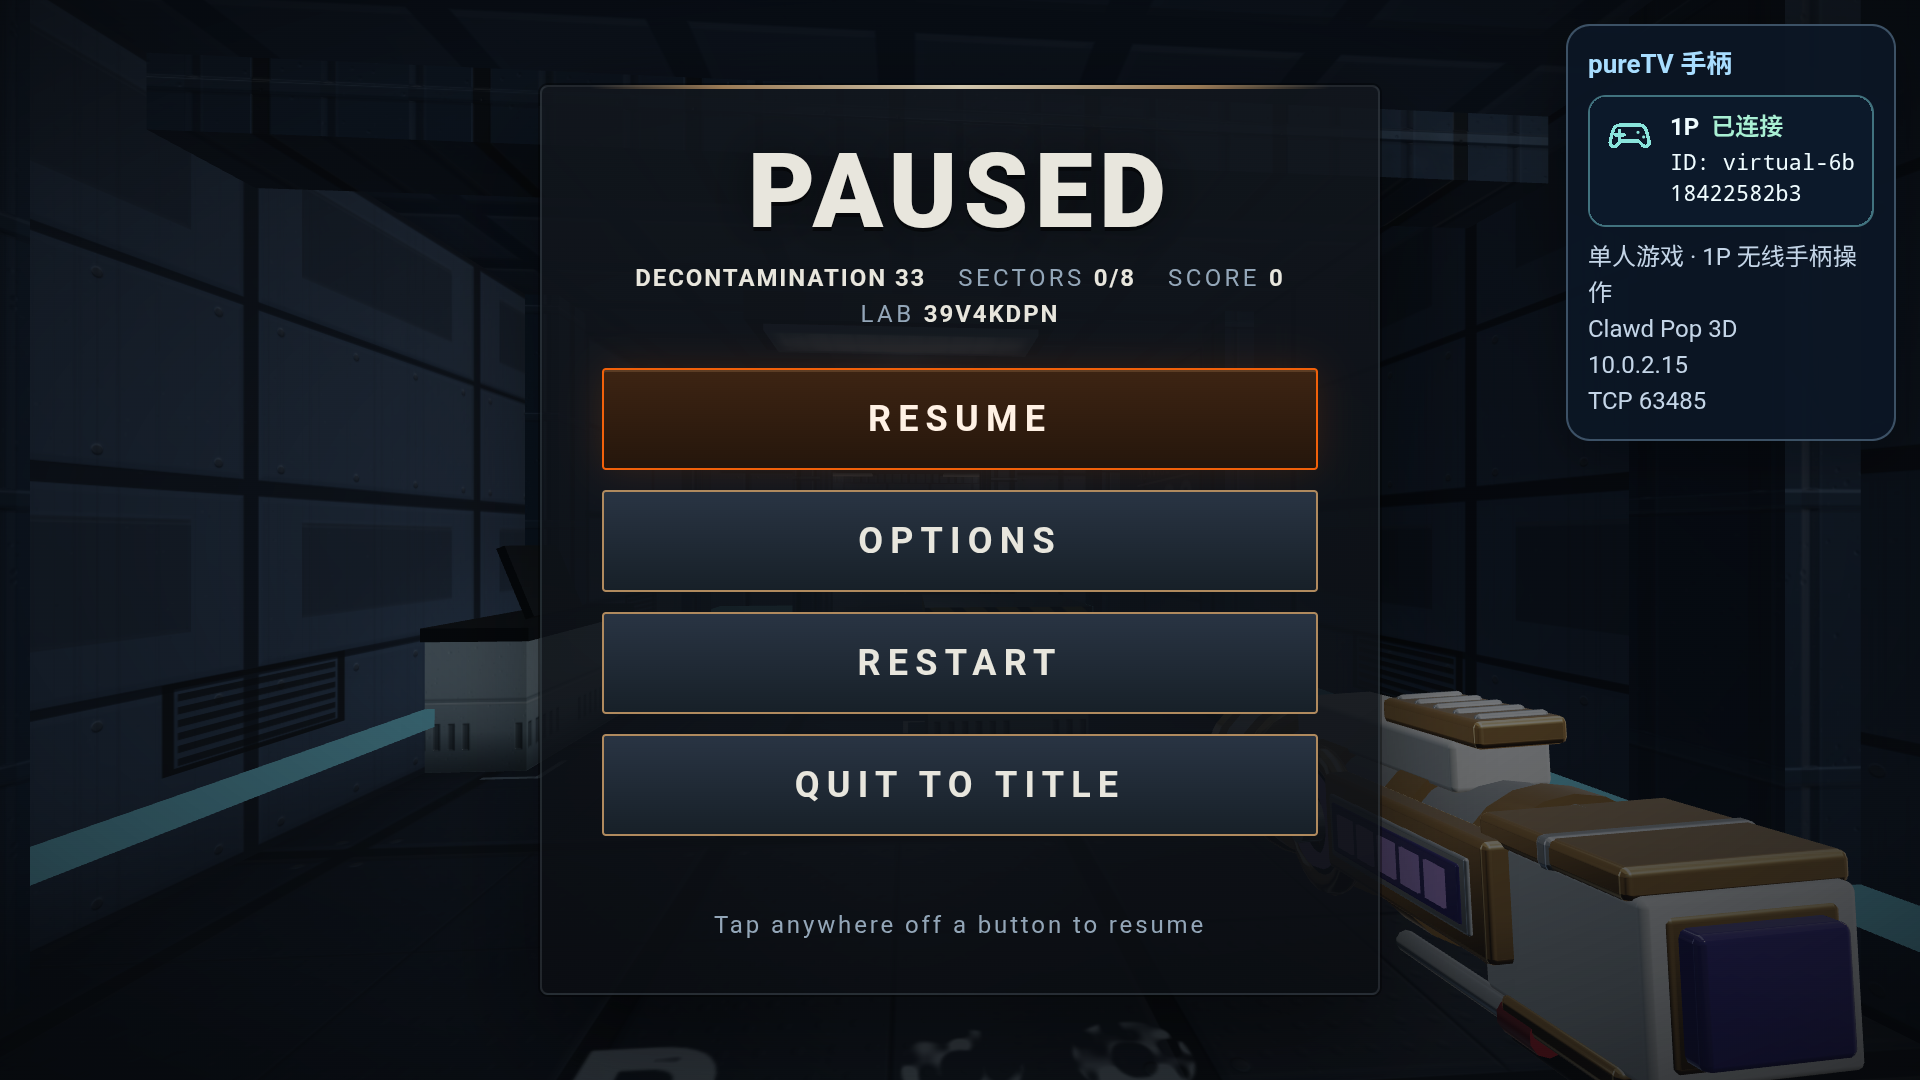 PAUSED
DECONTAMINATION 33 SECTORS 0/8 SCORE 0
LAB 39V4KDPN
RESUME
OPTIONS
RESTART
QUIT TO TITLE
Tap anywhere off a button to resume
pureTV 手柄
1P 已连接
ID: virtual-6b
18422582b3
单人游戏 · 1P 无线手柄操
作
Clawd Pop 3D
10.0.2.15
TCP 63485